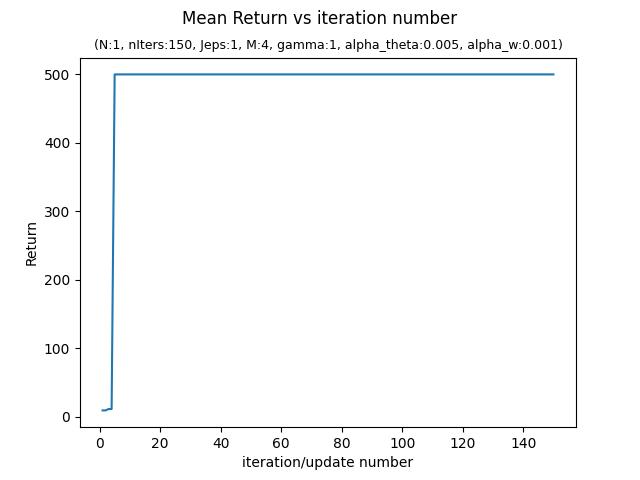 Mean Return vs iteration number
(N:1, nIters:150, Jeps:1, M:4, gamma:1, alpha_theta:0.005, alpha_w:0.001)
500
400
300
200
100
0
Return
0 20 40 60 80 100 120 140
iteration/update number